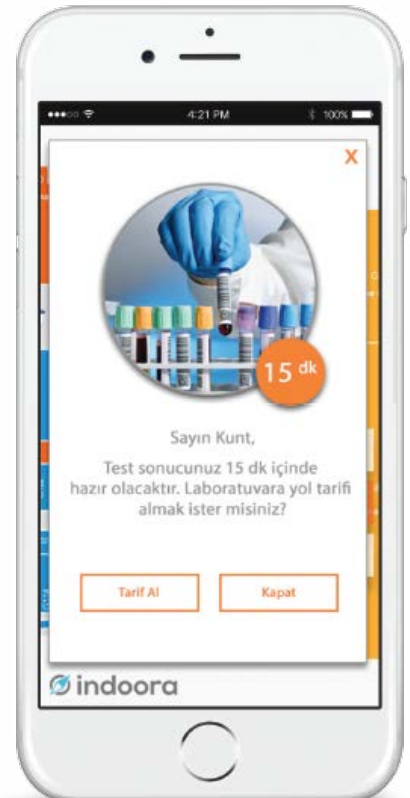 4:21 PM
100%
X
15 dk
Sayın Kunt,
Test sonucunuz 15 dk içinde
hazır olacaktır. Laboratuvara yol tarifi
almak ister misiniz?
Tarif Al
Kapat
indoora